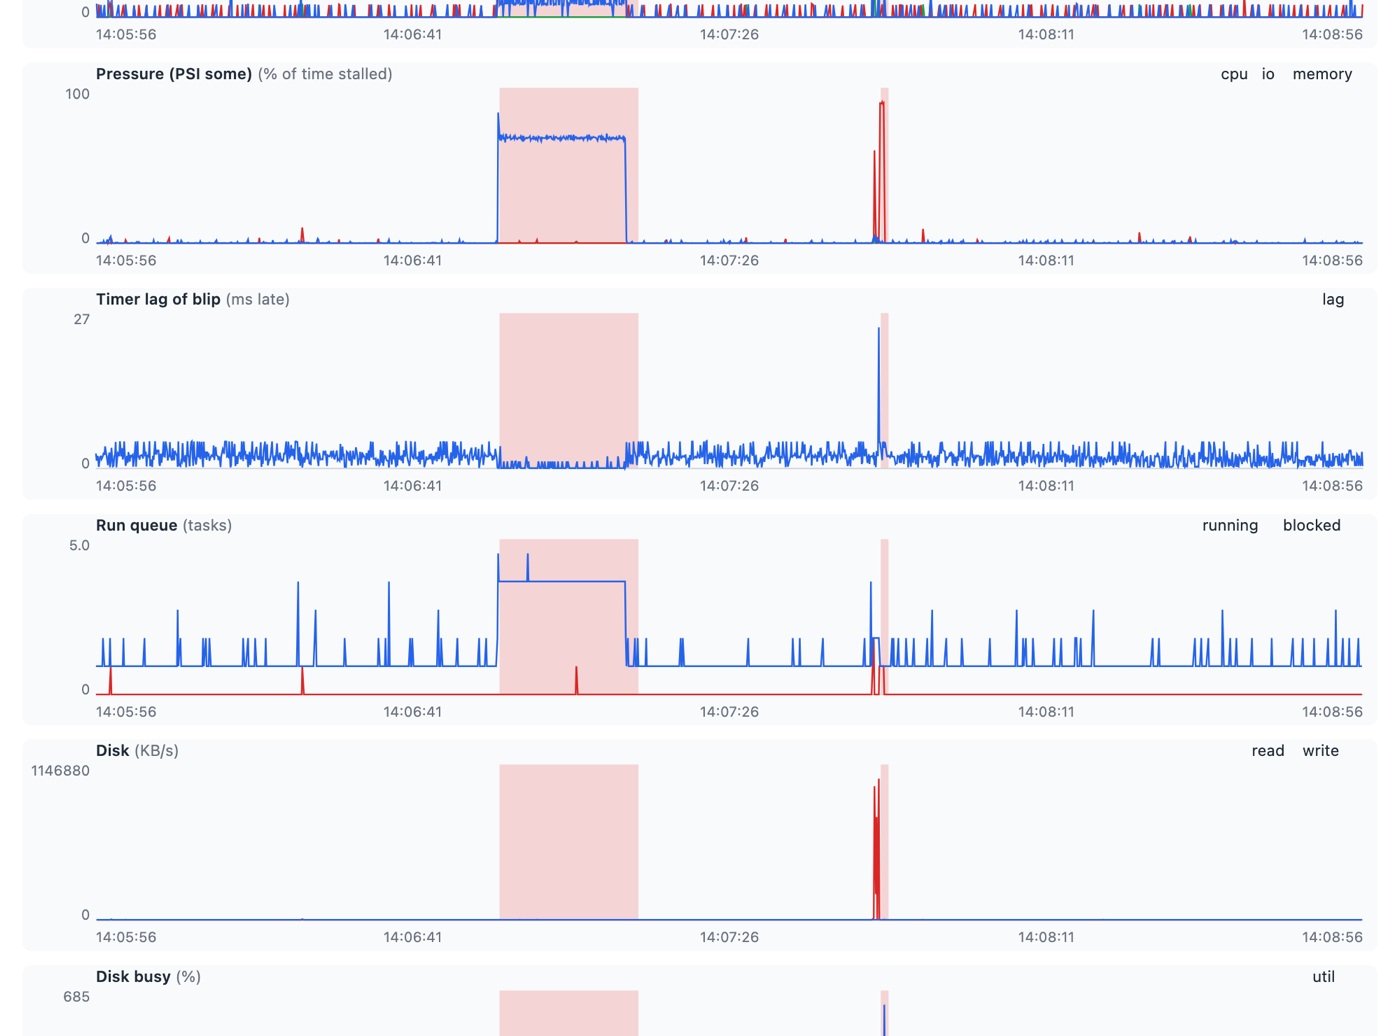 0
14:05:56 14:06:41 14:07:26 14:08:11 14:08:56
Pressure (PSI some) (% of time stalled) cpu io memory
100
0
14:05:56 14:06:41 14:07:26 14:08:11 14:08:56
Timer lag of blip (ms late) lag
27
0
14:05:56 14:06:41 14:07:26 14:08:11 14:08:56
Run queue (tasks) running blocked
5.0
0
14:05:56 14:06:41 14:07:26 14:08:11 14:08:56
Disk (KB/s) read write
1146880
0
14:05:56 14:06:41 14:07:26 14:08:11 14:08:56
Disk busy (%) util
685